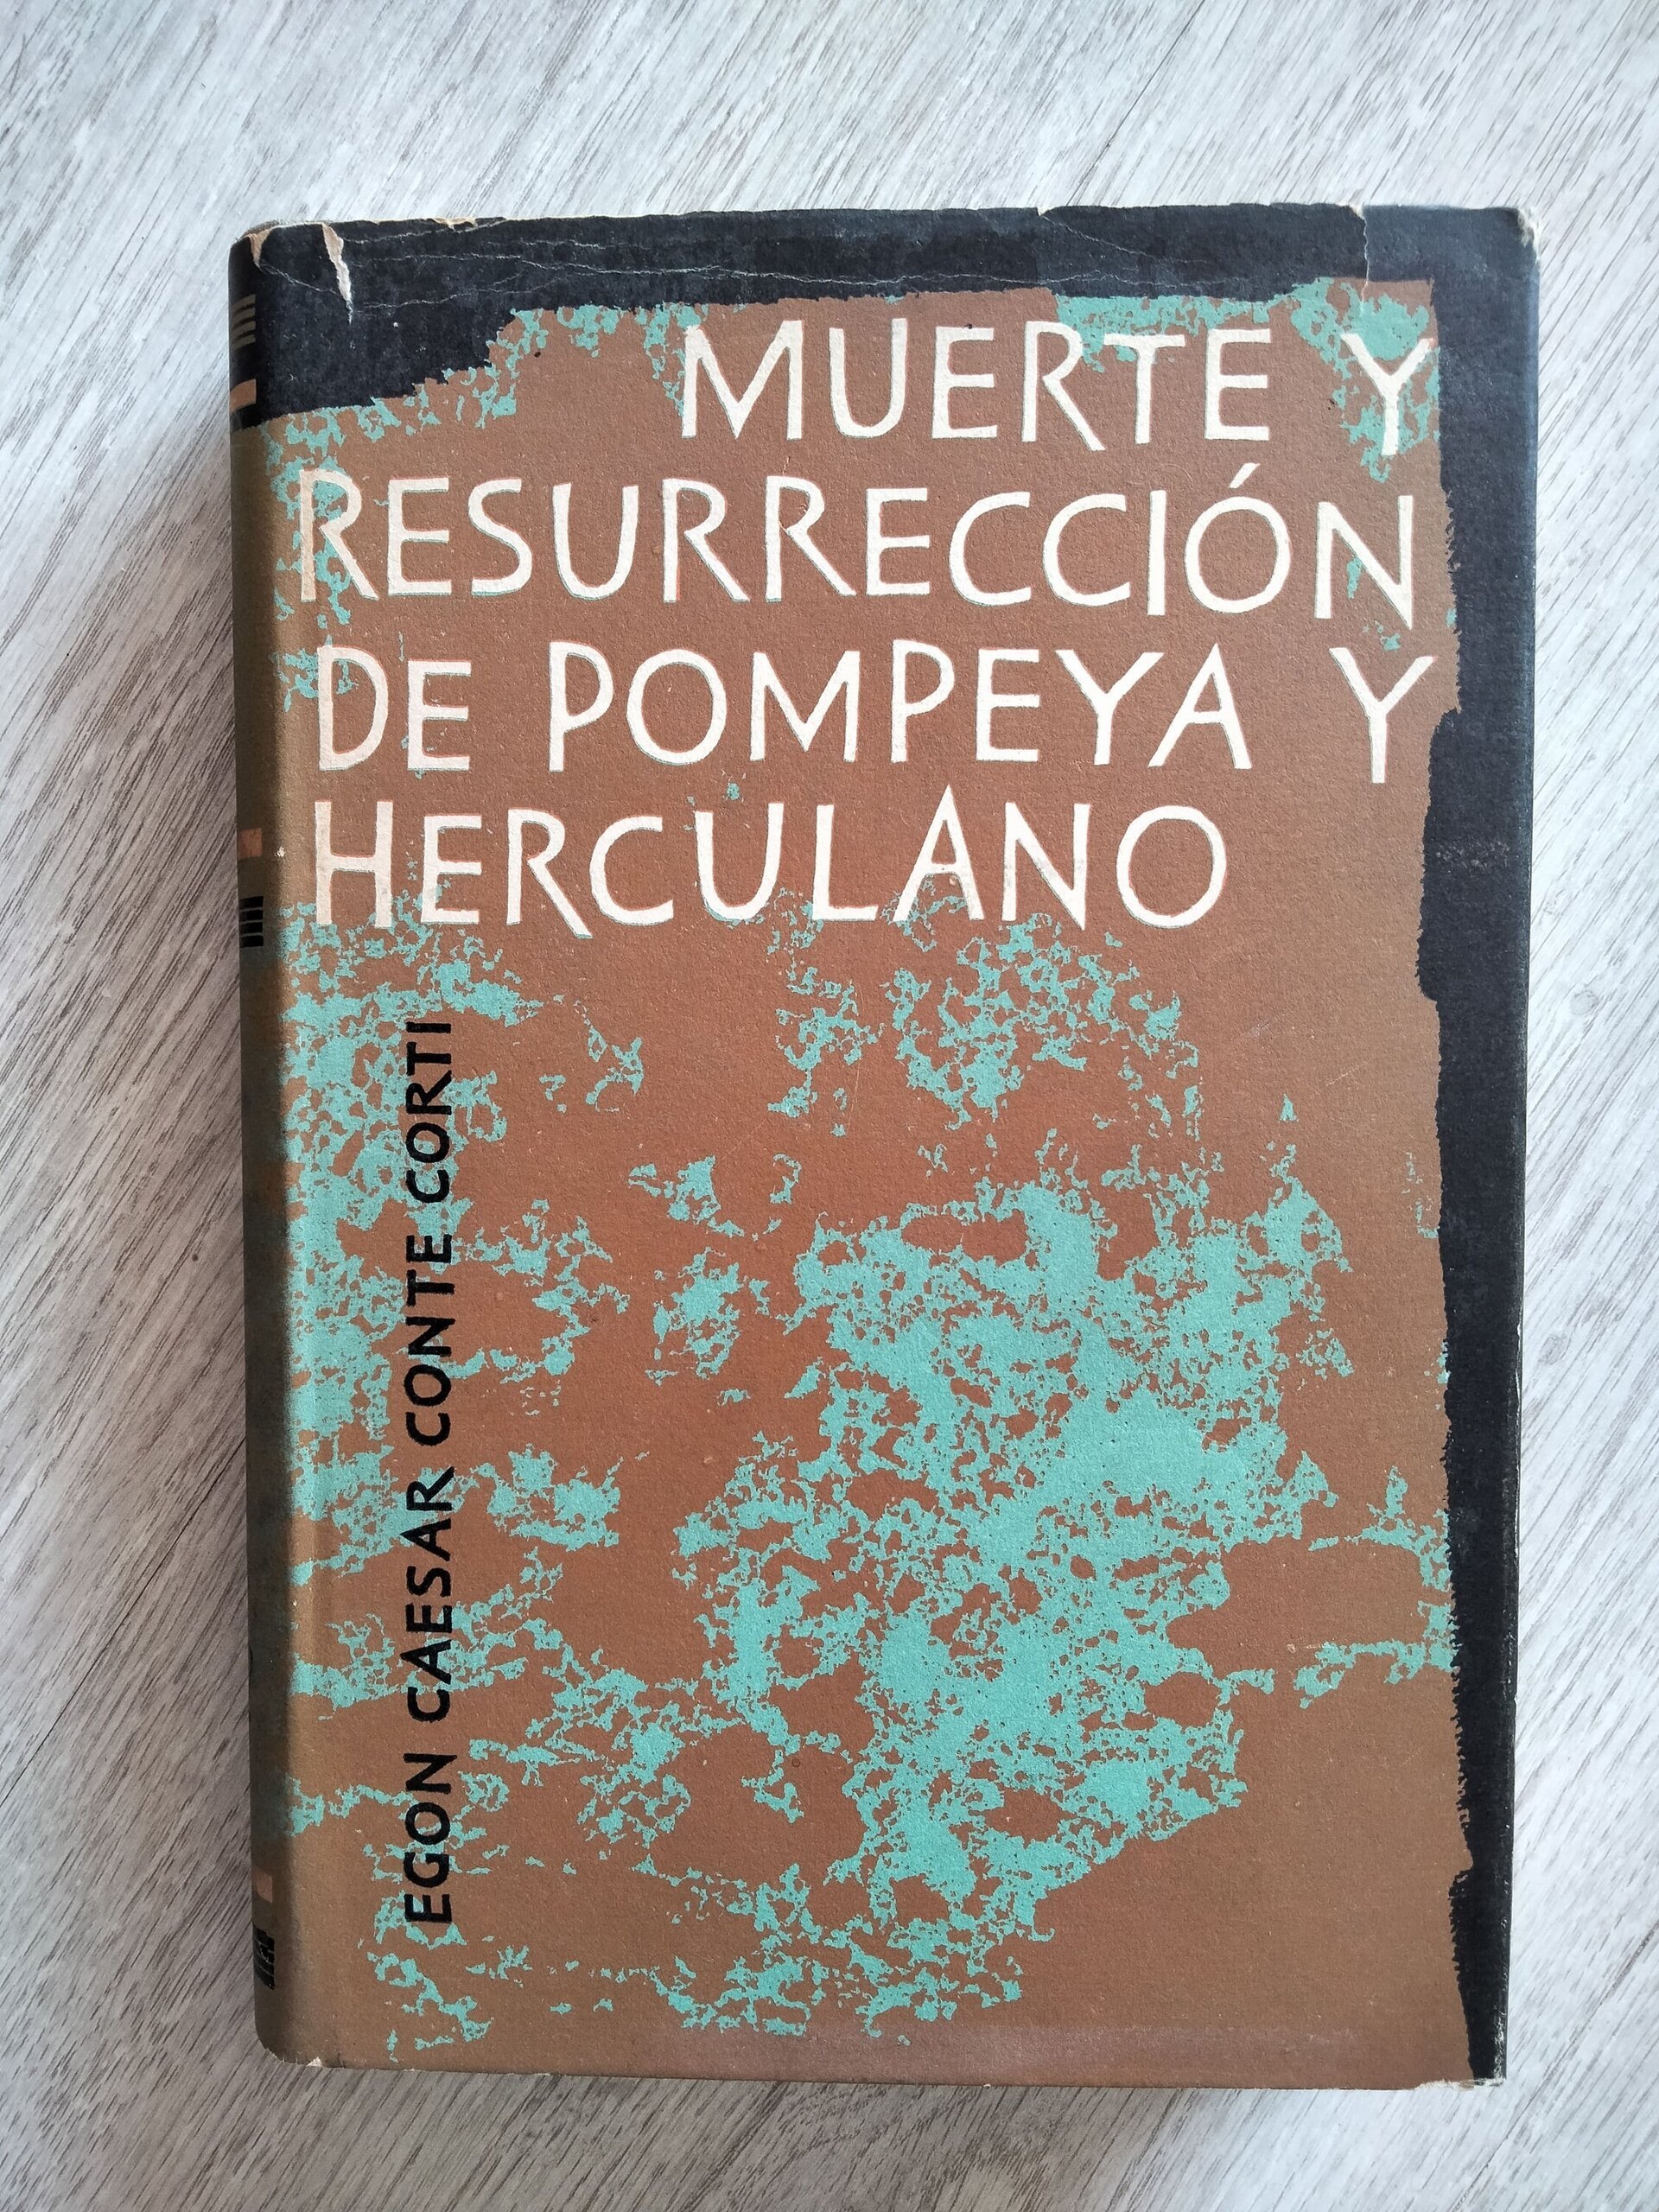 MUERTE Y
RESURRECCIÓN
DE POMPEYA Y
HERCULANO
EGON CAESAR CONTE CORTI